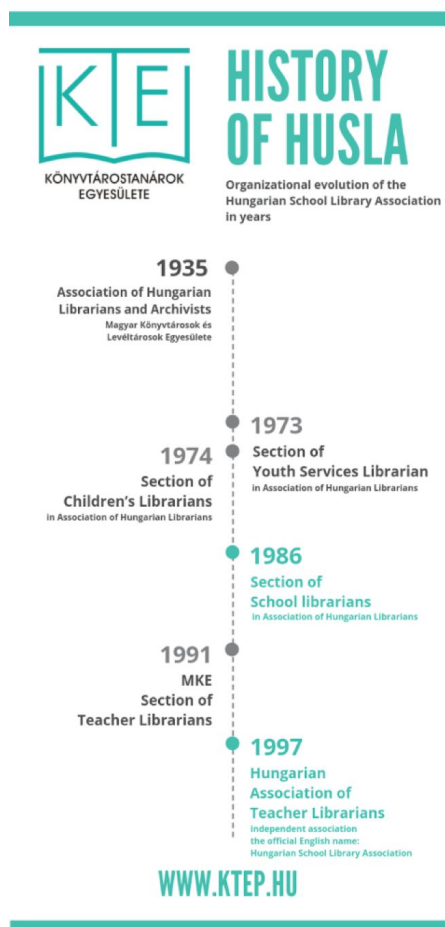 KTE
KÖNYVTÁROSTANÁROK
EGYESÜLETE
HISTORY
OF HUSLA
Organizational evolution of the
Hungarian School Library Association
in years
1935
Association of Hungarian
Librarians and Archivists
Magyar Könyvtárosok és
Levéltárosok Egyesülete
1973
Section of
Youth Services Librarian
in Association of Hungarian Librarians
1974
Section of
Children's Librarians
in Association of Hungarian Librarians
1986
Section of
School librarians
in Association of Hungarian Librarians
1991
MKE
Section of
Teacher Librarians
1997
Hungarian
Association of
Teacher Librarians
independent association
the official English name:
Hungarian School Library Association
WWW.KTEP.HU